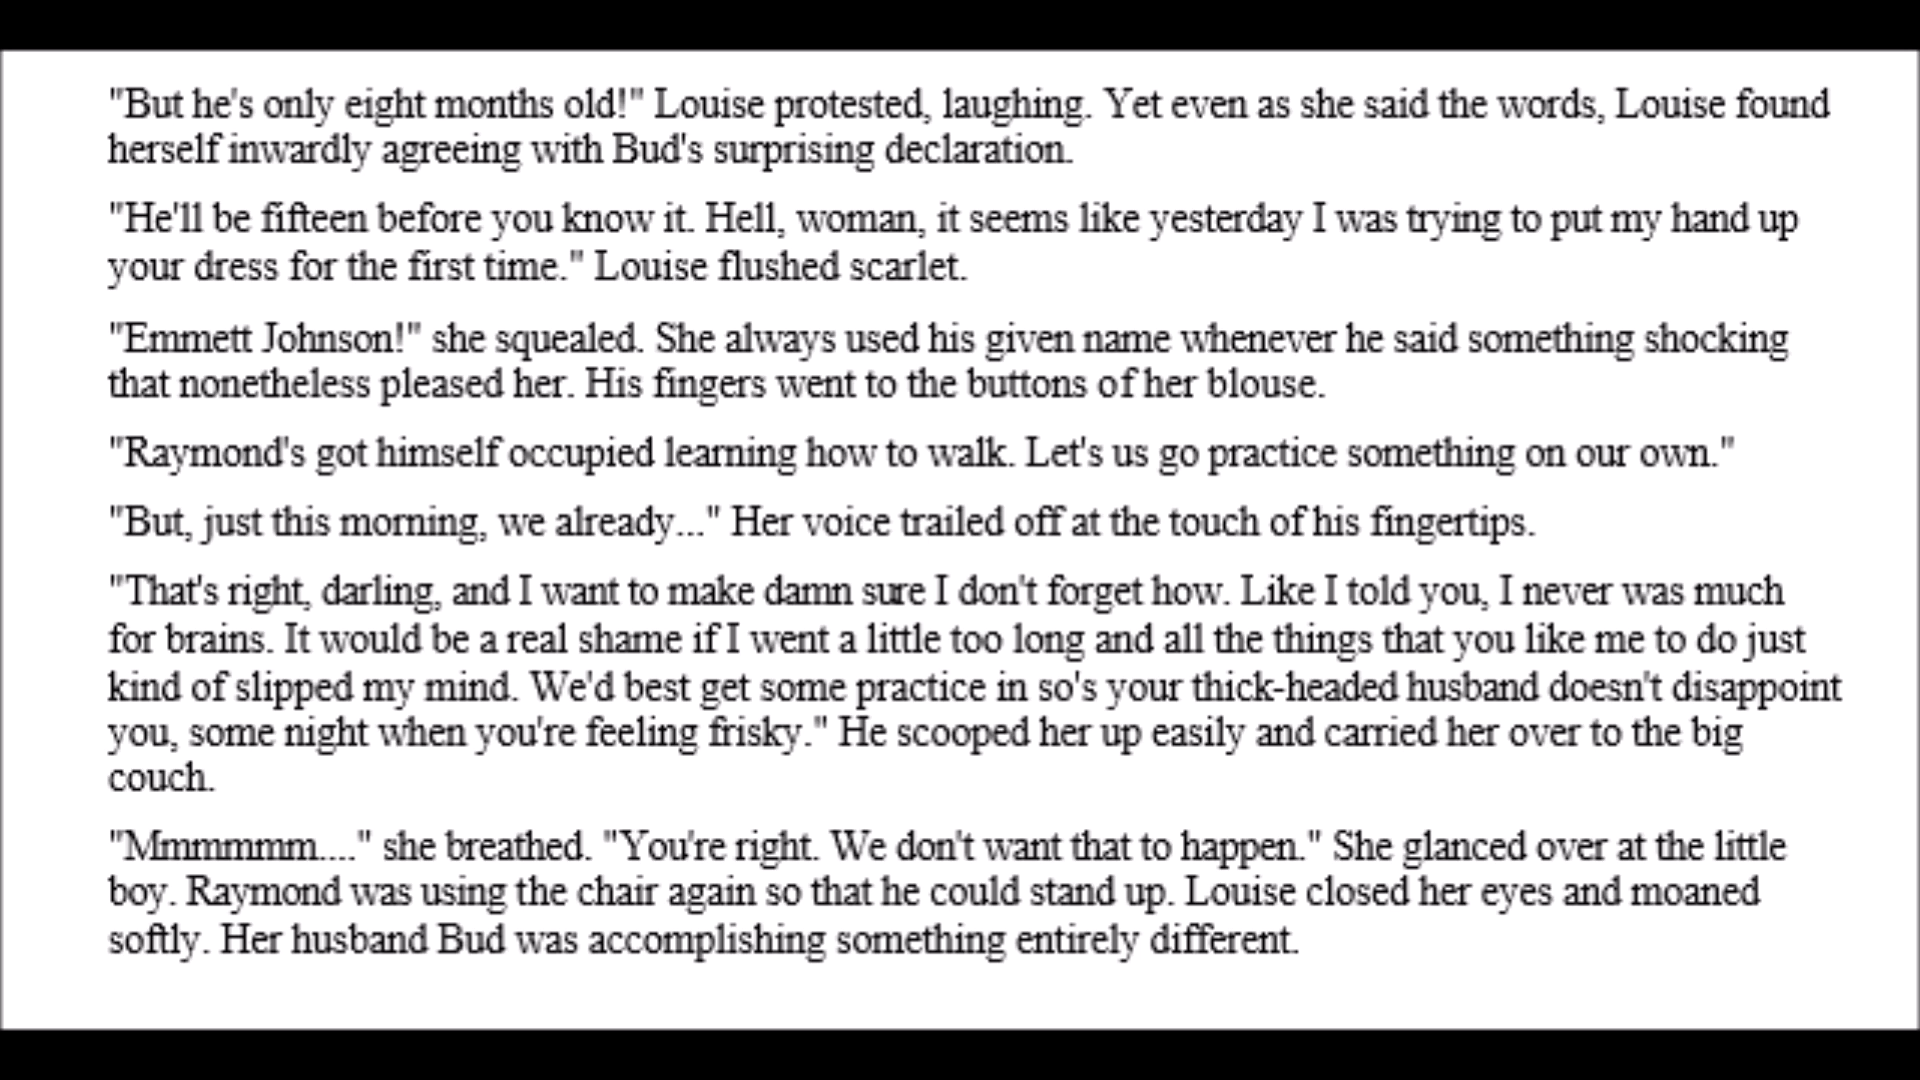 "But he's only eight months old!" Louise protested, laughing. Yet even as she said the words, Louise found
herself inwardly agreeing with Bud's surprising declaration.
"He'll be fifteen before you know it. Hell, woman, it seems like yesterday I was trying to put my hand up
your dress for the first time." Louise flushed scarlet.
"Emmett Johnson!" she squealed. She always used his given name whenever he said something shocking
that nonetheless pleased her. His fingers went to the buttons of her blouse.
"Raymond's got himself occupied learning how to walk. Let's us go practice something on our own."
"But, just this morning, we already..." Her voice trailed off at the touch of his fingertips.
"That's right, darling, and I want to make damn sure I don't forget how. Like I told you, I never was much
for brains. It would be a real shame if I went a little too long and all the things that you like me to do just
kind of slipped my mind. We'd best get some practice in so's your thick-headed husband doesn't disappoint
you, some night when you're feeling frisky." He scooped her up easily and carried her over to the big
couch.
"Mmmmmm...." she breathed. "You're right. We don't want that to happen." She glanced over at the little
boy. Raymond was using the chair again so that he could stand up. Louise closed her eyes and moaned
softly. Her husband Bud was accomplishing something entirely different.